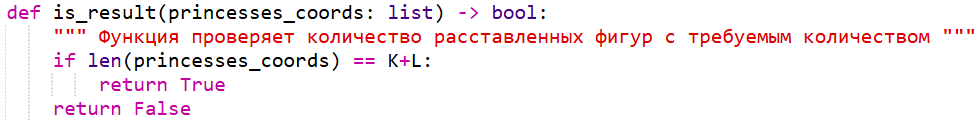 def is_result(princesses_coords: list) -> bool:
    """ Функция проверяет количество расставленных фигур с требуемым количеством """
    if len(princesses_coords) == K+L:
        return True
    return False